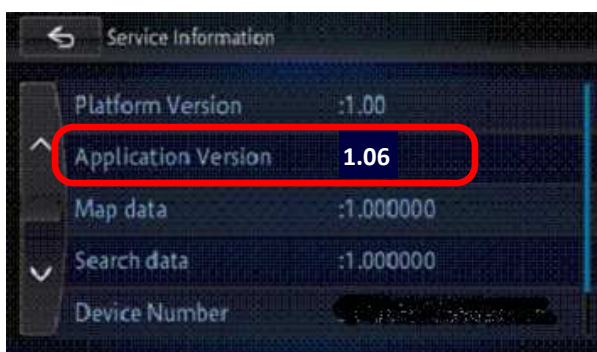 Service Information
Platform Version :1.00
Application Version 1.06
Map data :1.000000
Search data :1.000000
Device Number